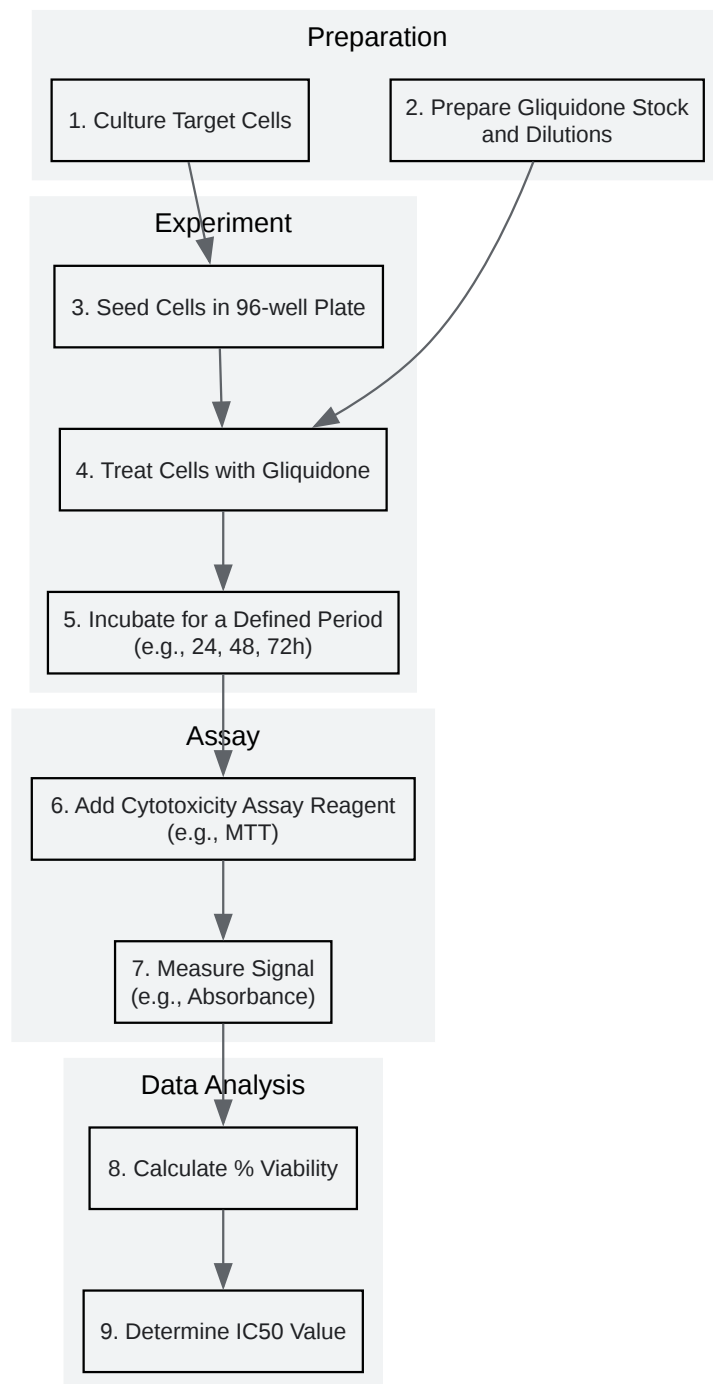 Preparation
1. Culture Target Cells
2. Prepare Gliquidone Stock
and Dilutions
Experiment
3. Seed Cells in 96-well Plate
4. Treat Cells with Gliquidone
5. Incubate for a Defined Period
(e.g., 24, 48, 72h)
Assay
6. Add Cytotoxicity Assay Reagent
(e.g., MTT)
7. Measure Signal
(e.g., Absorbance)
Data Analysis
8. Calculate % Viability
9. Determine IC50 Value